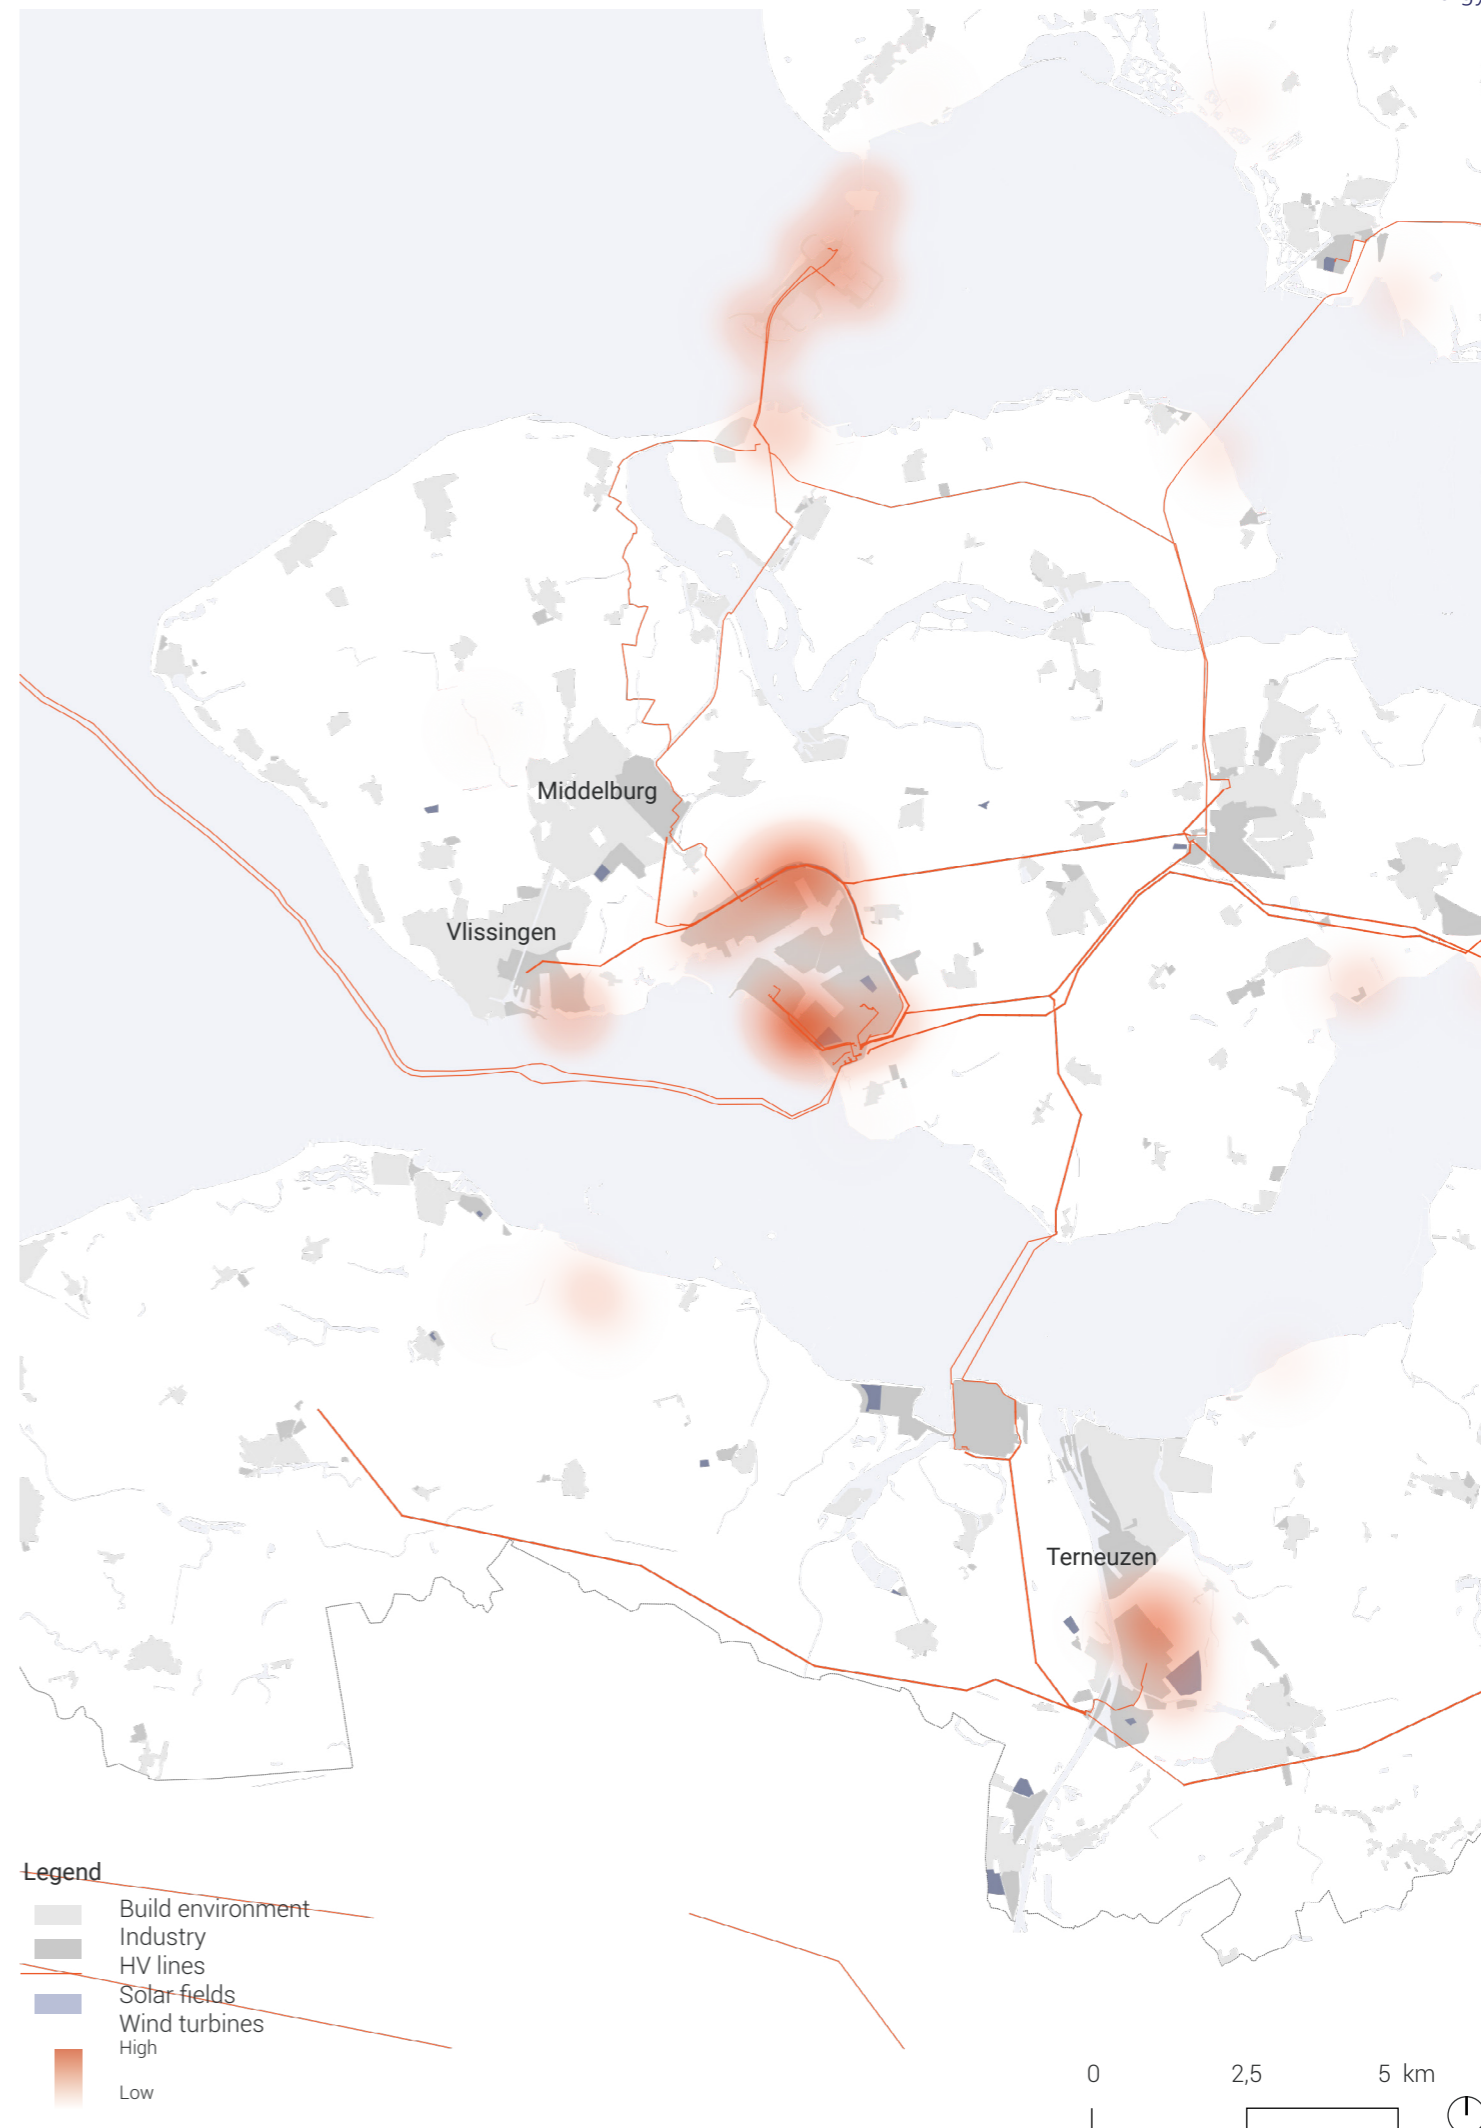 Middelburg
Vlissingen
Terneuzen
Legend
Build environment
Industry
HV lines
Solar fields
Wind turbines
High
Low
0 2,5 5 km